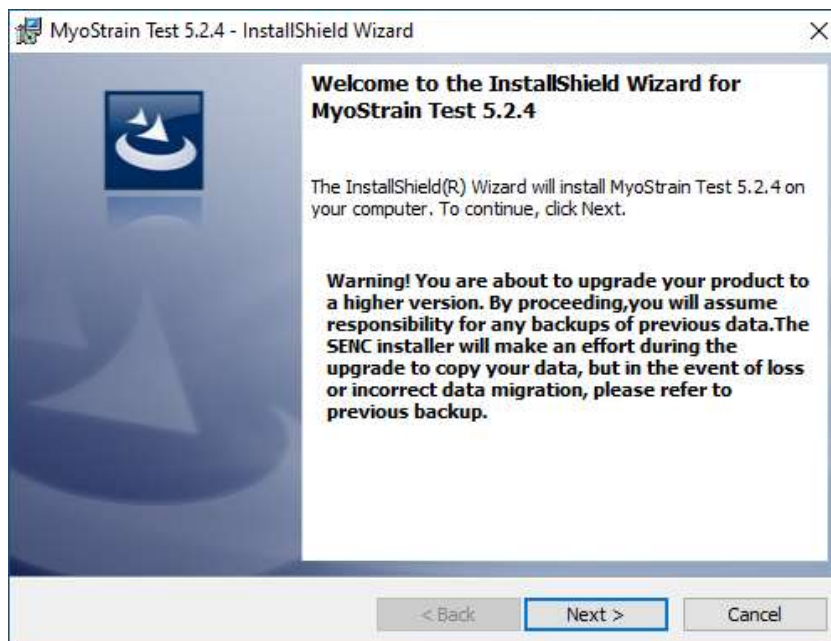 MyoStrain Test 5.2.4 - InstallShield Wizard
Welcome to the InstallShield Wizard for
MyoStrain Test 5.2.4
The InstallShield(R) Wizard will install MyoStrain Test 5.2.4 on
your computer. To continue, click Next.
Warning! You are about to upgrade your product to
a higher version. By proceeding,you will assume
responsibility for any backups of previous data.The
SENC installer will make an effort during the
upgrade to copy your data, but in the event of loss
or incorrect data migration, please refer to
previous backup.
< Back Next > Cancel